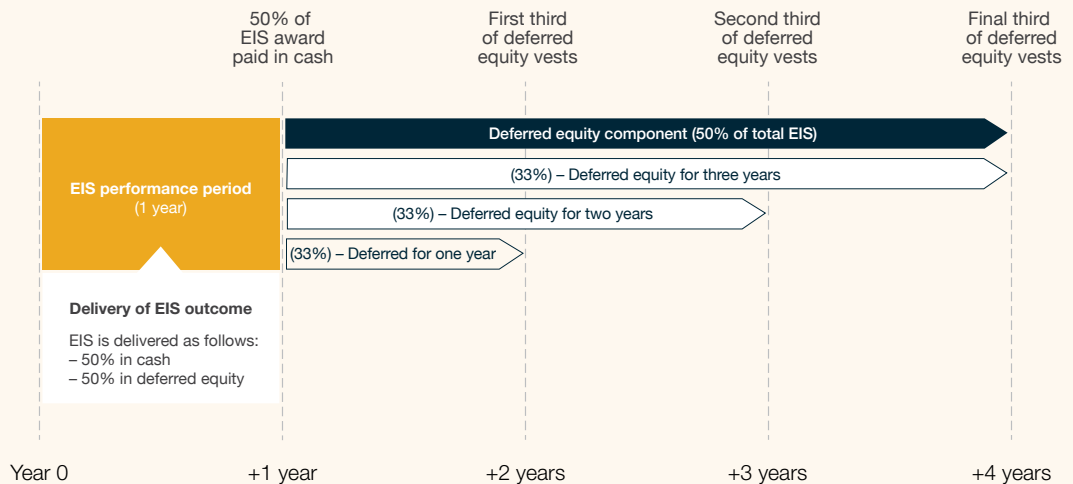 50% of
EIS award
paid in cash
First third
of deferred
equity vests
Second third
of deferred
equity vests
Final third
of deferred
equity vests
Deferred equity component (50% of total EIS)
(33%) – Deferred equity for three years
EIS performance period
(1 year)
(33%) – Deferred equity for two years
(33%) – Deferred for one year
Delivery of EIS outcome
EIS is delivered as follows:
– 50% in cash
– 50% in deferred equity
Year 0
+1 year
+2 years
+3 years
+4 years